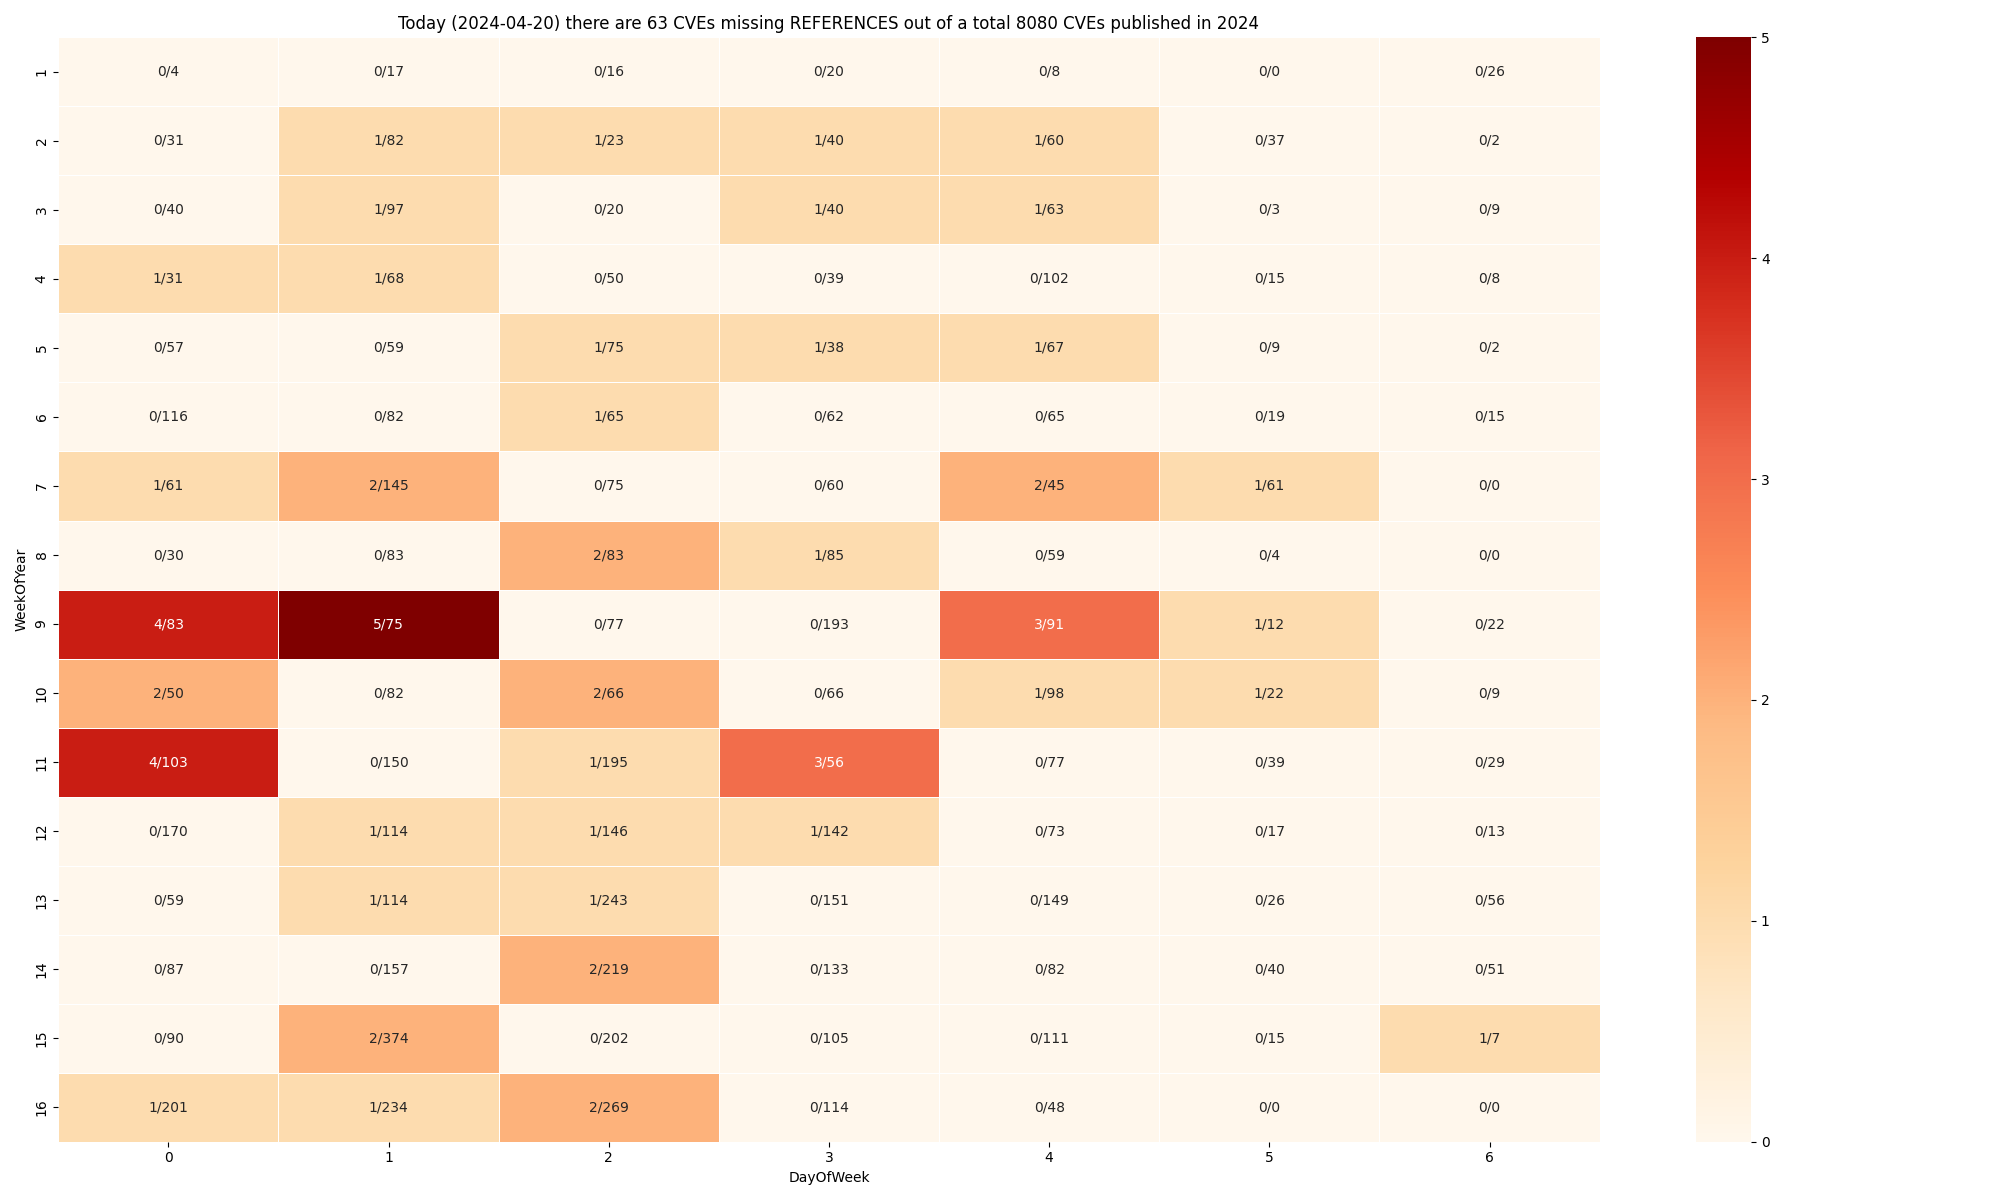 Today (2024-04-20) there are 63 CVEs missing REFERENCES out of a total 8080 CVEs published in 2024
1 0/4 0/17 0/16 0/20 0/8 0/0 0/26
2 0/31 1/82 1/23 1/40 1/60 0/37 0/2
3 0/40 1/97 0/20 1/40 1/63 0/3 0/9
4 1/31 1/68 0/50 0/39 0/102 0/15 0/8
5 0/57 0/59 1/75 1/38 1/67 0/9 0/2
6 0/116 0/82 1/65 0/62 0/65 0/19 0/15
7 1/61 2/145 0/75 0/60 2/45 1/61 0/0
8 0/30 0/83 2/83 1/85 0/59 0/4 0/0
9 4/83 5/75 0/77 0/193 3/91 1/12 0/22
10 2/50 0/82 2/66 0/66 1/98 1/22 0/9
11 4/103 0/150 1/195 3/56 0/77 0/39 0/29
12 0/170 1/114 1/146 1/142 0/73 0/17 0/13
13 0/59 1/114 1/243 0/151 0/149 0/26 0/56
14 0/87 0/157 2/219 0/133 0/82 0/40 0/51
15 0/90 2/374 0/202 0/105 0/111 0/15 1/7
16 1/201 1/234 2/269 0/114 0/48 0/0 0/0
0 1 2 3 4 5 6
DayOfWeek
WeekOfYear
5
4
3
2
1
0